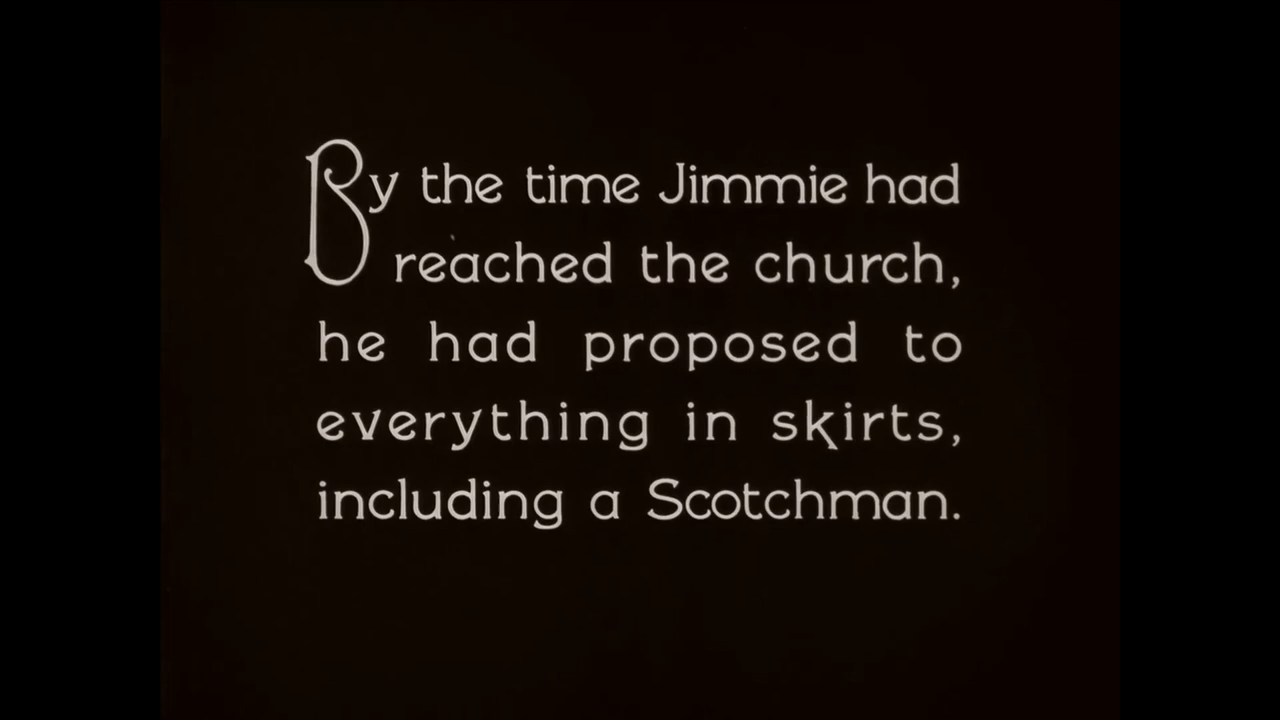 By the time Jimmie had
reached the church,
he had proposed to
everything in skirts,
including a Scotchman.